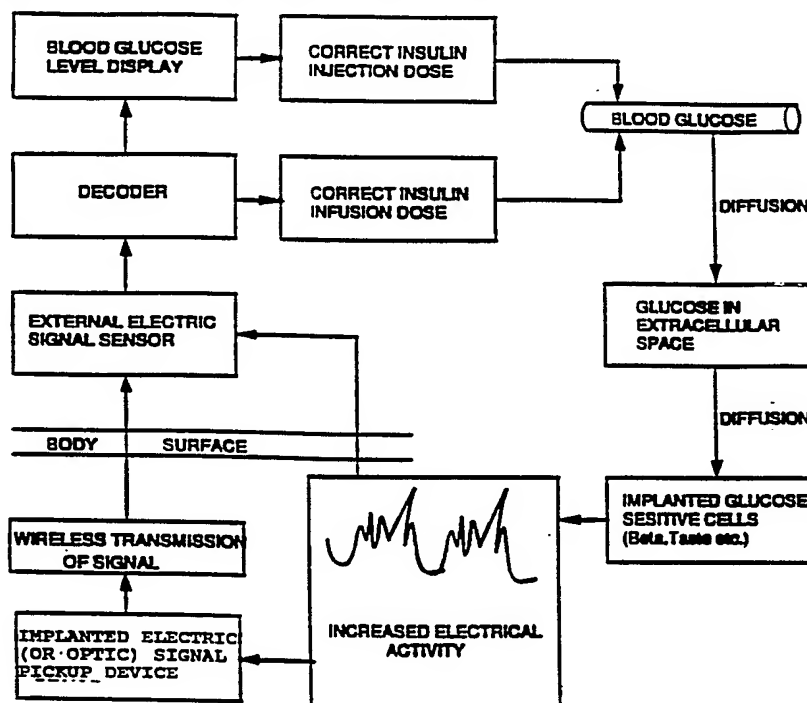 BLOOD GLUCOSE
LEVEL DISPLAY
CORRECT INSULIN
INJECTION DOSE
BLOOD GLUCOSE
DECODER
CORRECT INSULIN
INFUSION DOSE
DIFFUSION
EXTERNAL ELECTRIC
SIGNAL SENSOR
GLUCOSE IN
EXTRACELLULAR
SPACE
DIFFUSION
BODY SURFACE
WIRELESS TRANSMISSION
OF SIGNAL
IMPLANTED GLUCOSE
SESITIVE CELLS
(Beta,Taste etc.)
INCREASED ELECTRICAL
ACTIVITY
IMPLANTED ELECTRIC
(OR OPTIC) SIGNAL
PICKUP DEVICE